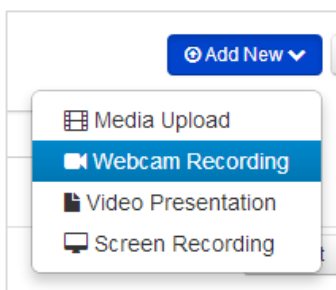 Add New
Media Upload
Webcam Recording
Video Presentation
Screen Recording